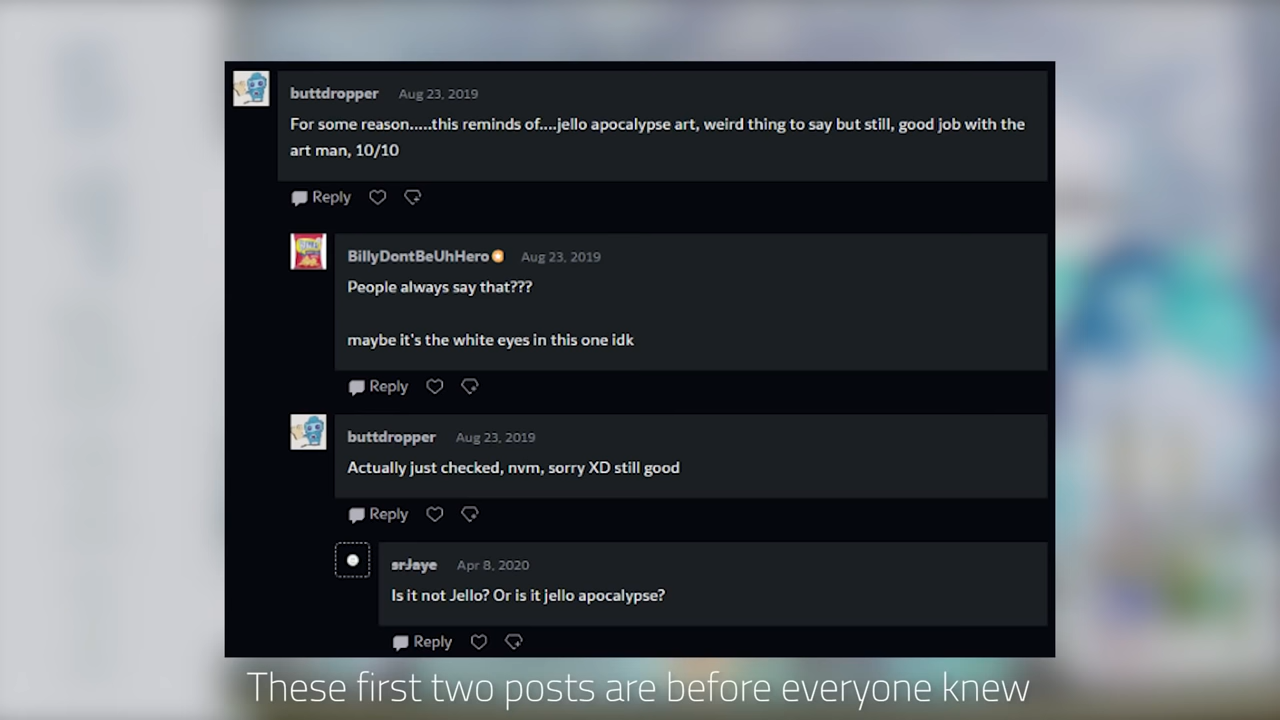 buttdropper Aug 23, 2019
For some reason.....this reminds of....jello apocalypse art, weird thing to say but still, good job with the
art man, 10/10
Reply
BillyDontBeUhHero Aug 23, 2019
People always say that???
maybe it's the white eyes in this one idk
Reply
buttdropper Aug 23, 2019
Actually just checked, nvm, sorry XD still good
Reply
srJaye Apr 8, 2020
Is it not Jello? Or is it jello apocalypse?
Reply
These first two posts are before everyone knew